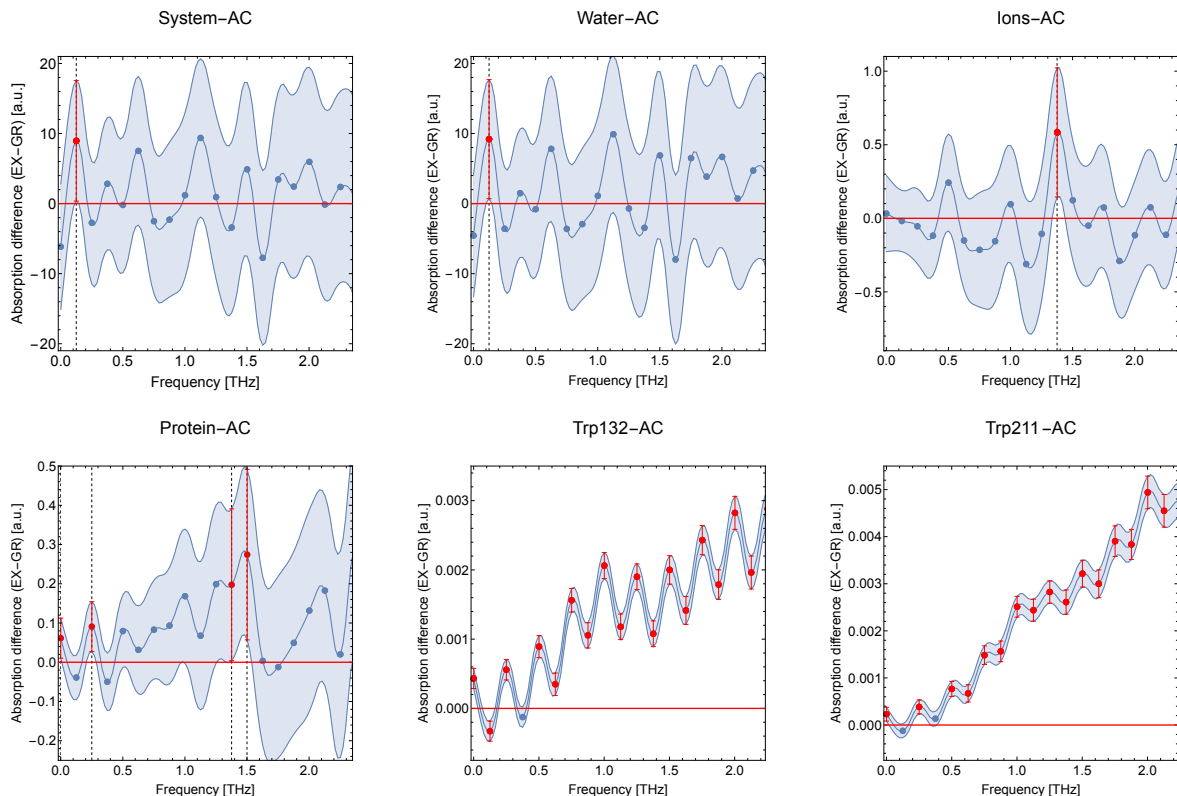 System−AC
Water−AC
Ions−AC
Absorption difference (EX−GR) [a.u.]
20
10
0
−10
−20
0.0 0.5 1.0 1.5 2.0
Frequency [THz]
Absorption difference (EX−GR) [a.u.]
20
10
0
−10
−20
0.0 0.5 1.0 1.5 2.0
Frequency [THz]
Absorption difference (EX−GR) [a.u.]
1.0
0.5
0.0
−0.5
0.0 0.5 1.0 1.5 2.0
Frequency [THz]
Protein−AC
Trp132−AC
Trp211−AC
Absorption difference (EX−GR) [a.u.]
0.5
0.4
0.3
0.2
0.1
0.0
−0.1
−0.2
0.0 0.5 1.0 1.5 2.0
Frequency [THz]
Absorption difference (EX−GR) [a.u.]
0.003
0.002
0.001
0.000
0.0 0.5 1.0 1.5 2.0
Frequency [THz]
Absorption difference (EX−GR) [a.u.]
0.005
0.004
0.003
0.002
0.001
0.000
0.0 0.5 1.0 1.5 2.0
Frequency [THz]